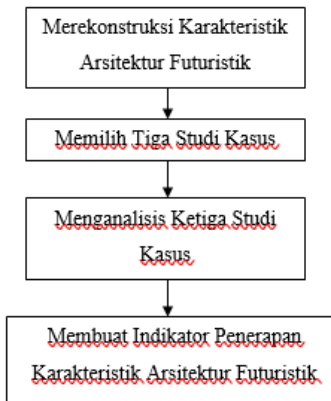 Merekonstruksi Karakteristik
Arsitektur Futuristik
Memilih Tiga Studi Kasus
Menganalisis Ketiga Studi
Kasus
Membuat Indikator Penerapan
Karakteristik Arsitektur Futuristik